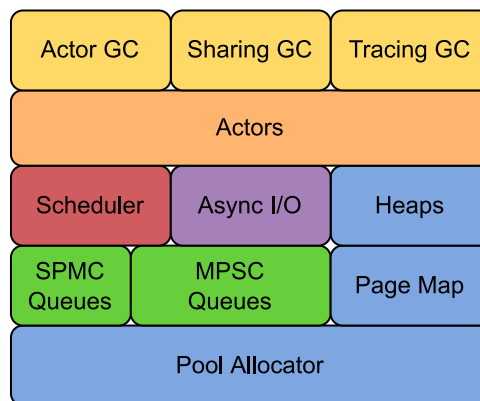 Actor GC
Sharing GC
Tracing GC
Actors
Scheduler
Async I/O
Heaps
SPMC
Queues
MPSC
Queues
Page Map
Pool Allocator